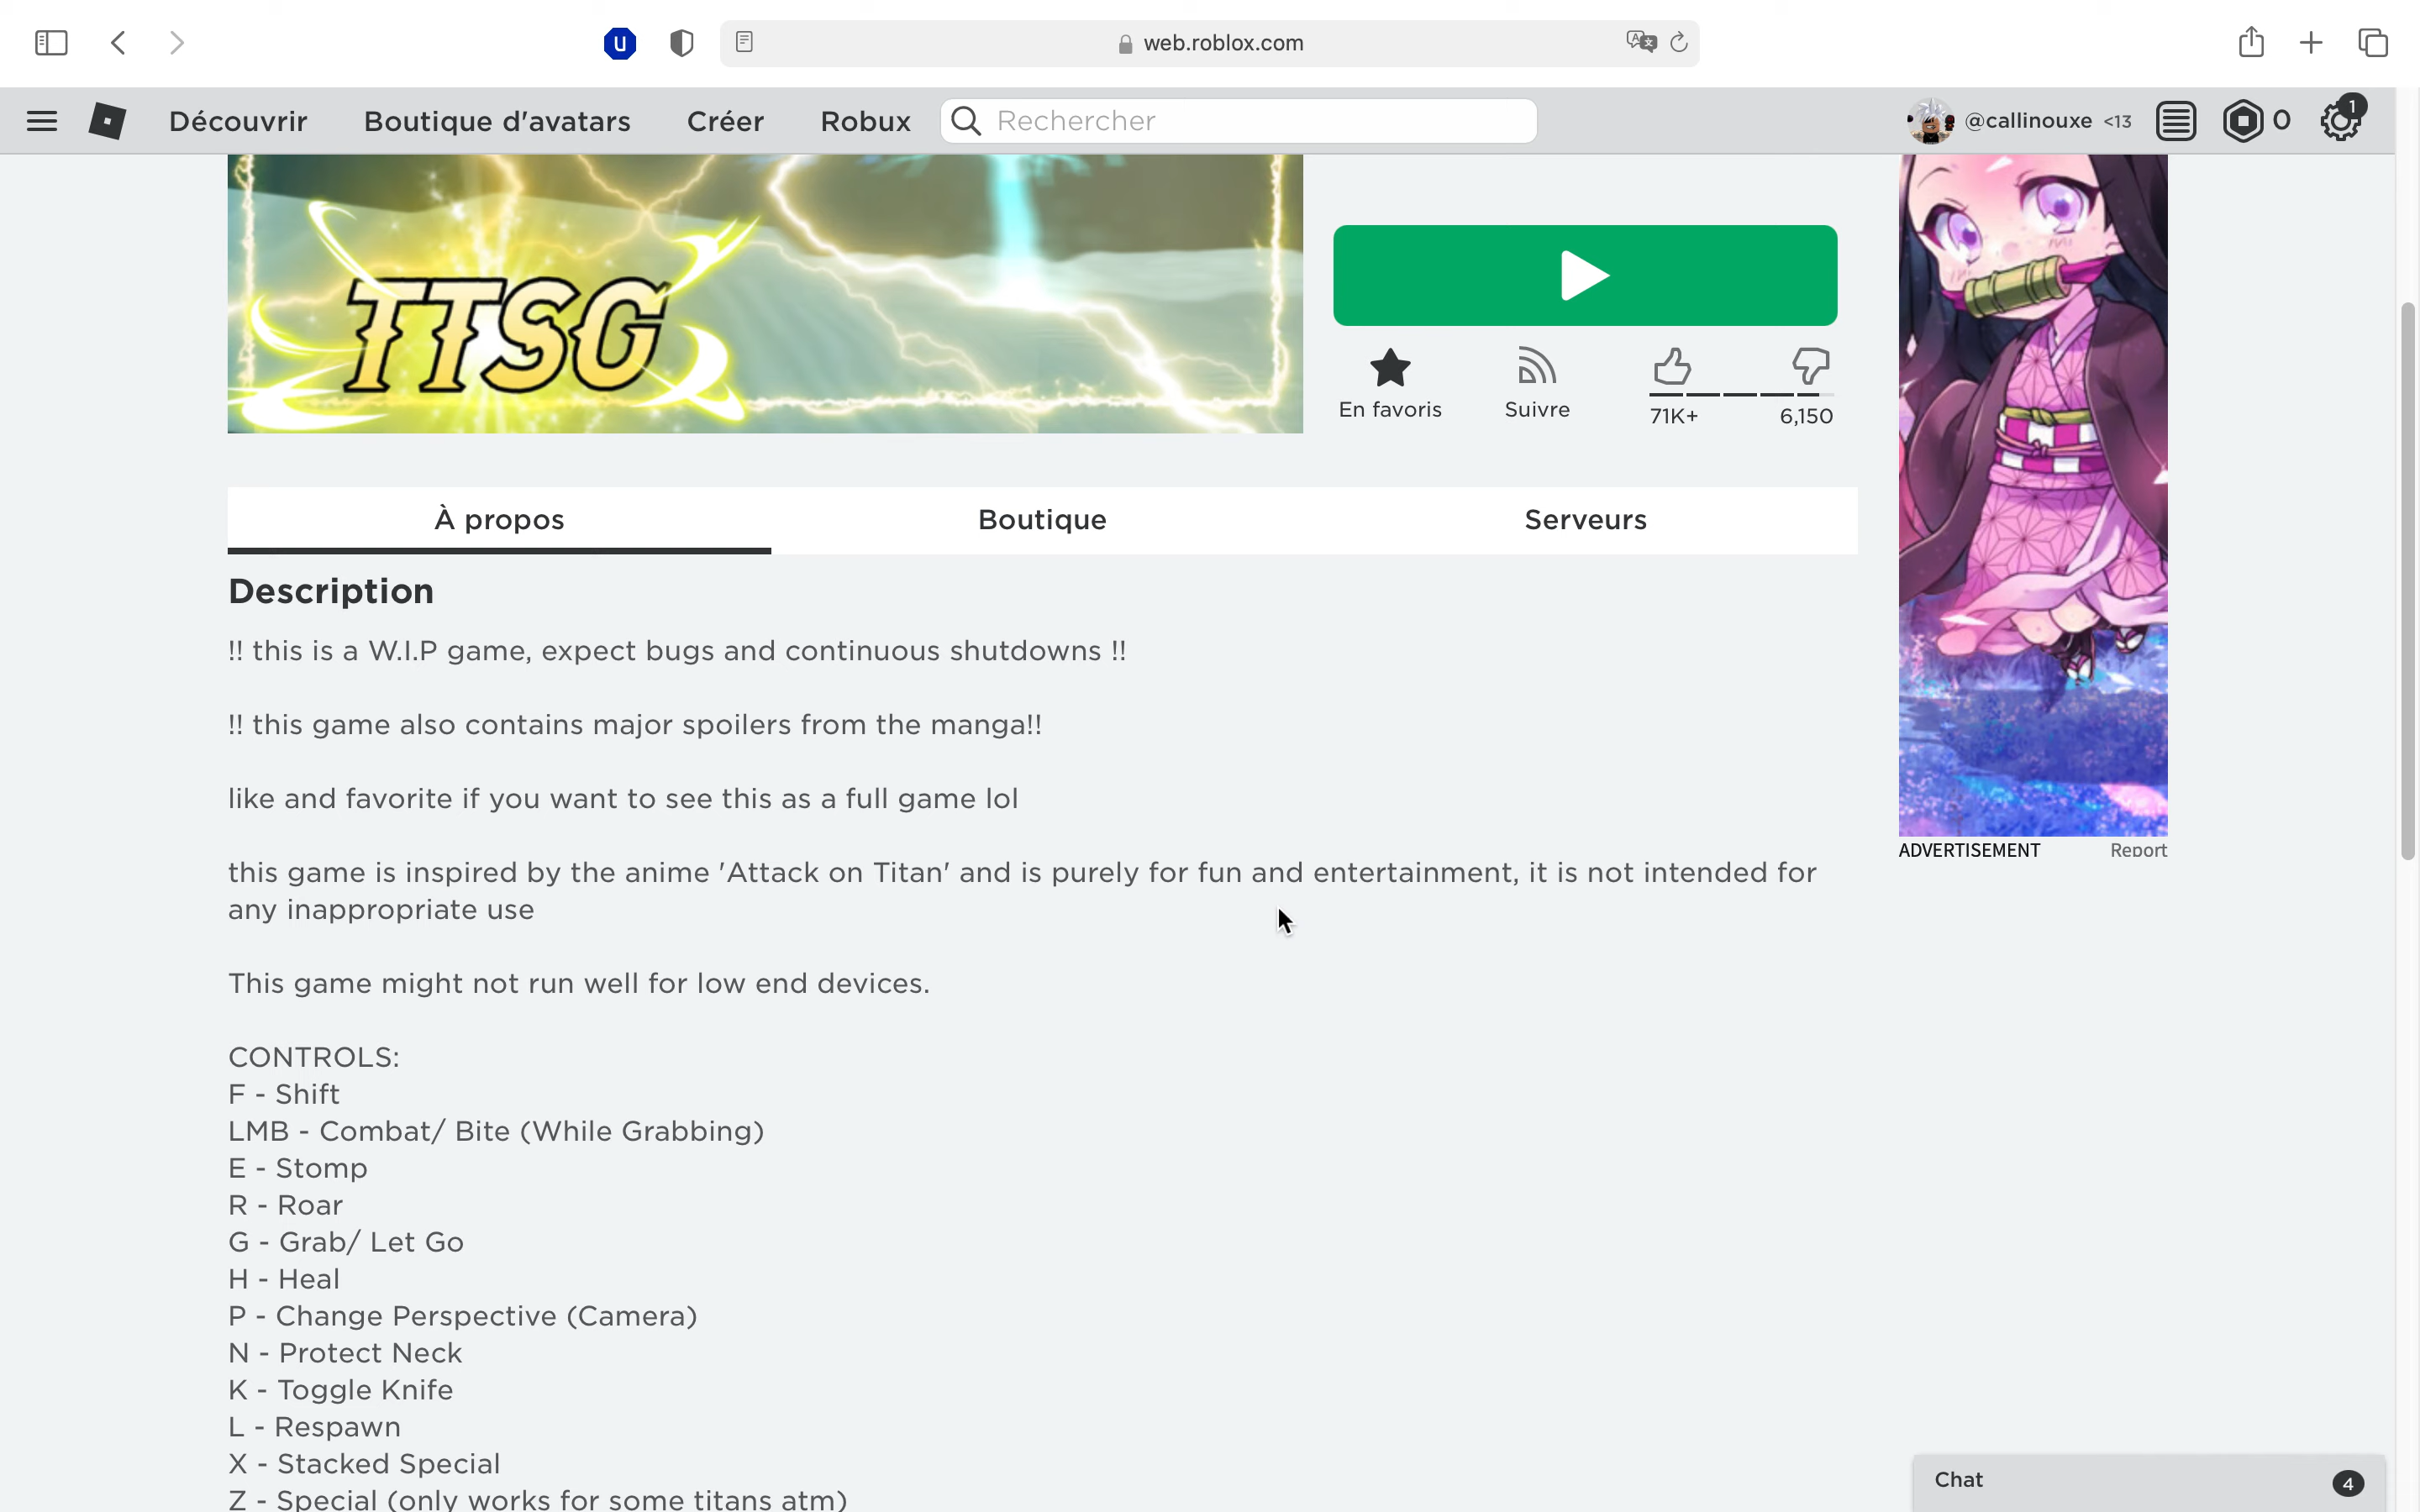 web.roblox.com
Découvrir Boutique d'avatars Créer Robux Rechercher @callinouxe <13 0 1
TTSG
En favoris Suivre 71K+ 6,150
À propos Boutique Serveurs
Description
!! this is a W.I.P game, expect bugs and continuous shutdowns !!
!! this game also contains major spoilers from the manga!!
like and favorite if you want to see this as a full game lol
this game is inspired by the anime 'Attack on Titan' and is purely for fun and entertainment, it is not intended for
any inappropriate use
This game might not run well for low end devices.
CONTROLS:
F - Shift
LMB - Combat/ Bite (While Grabbing)
E - Stomp
R - Roar
G - Grab/ Let Go
H - Heal
P - Change Perspective (Camera)
N - Protect Neck
K - Toggle Knife
L - Respawn
X - Stacked Special
Z - Special (only works for some titans atm)
ADVERTISEMENT Report
Chat 4